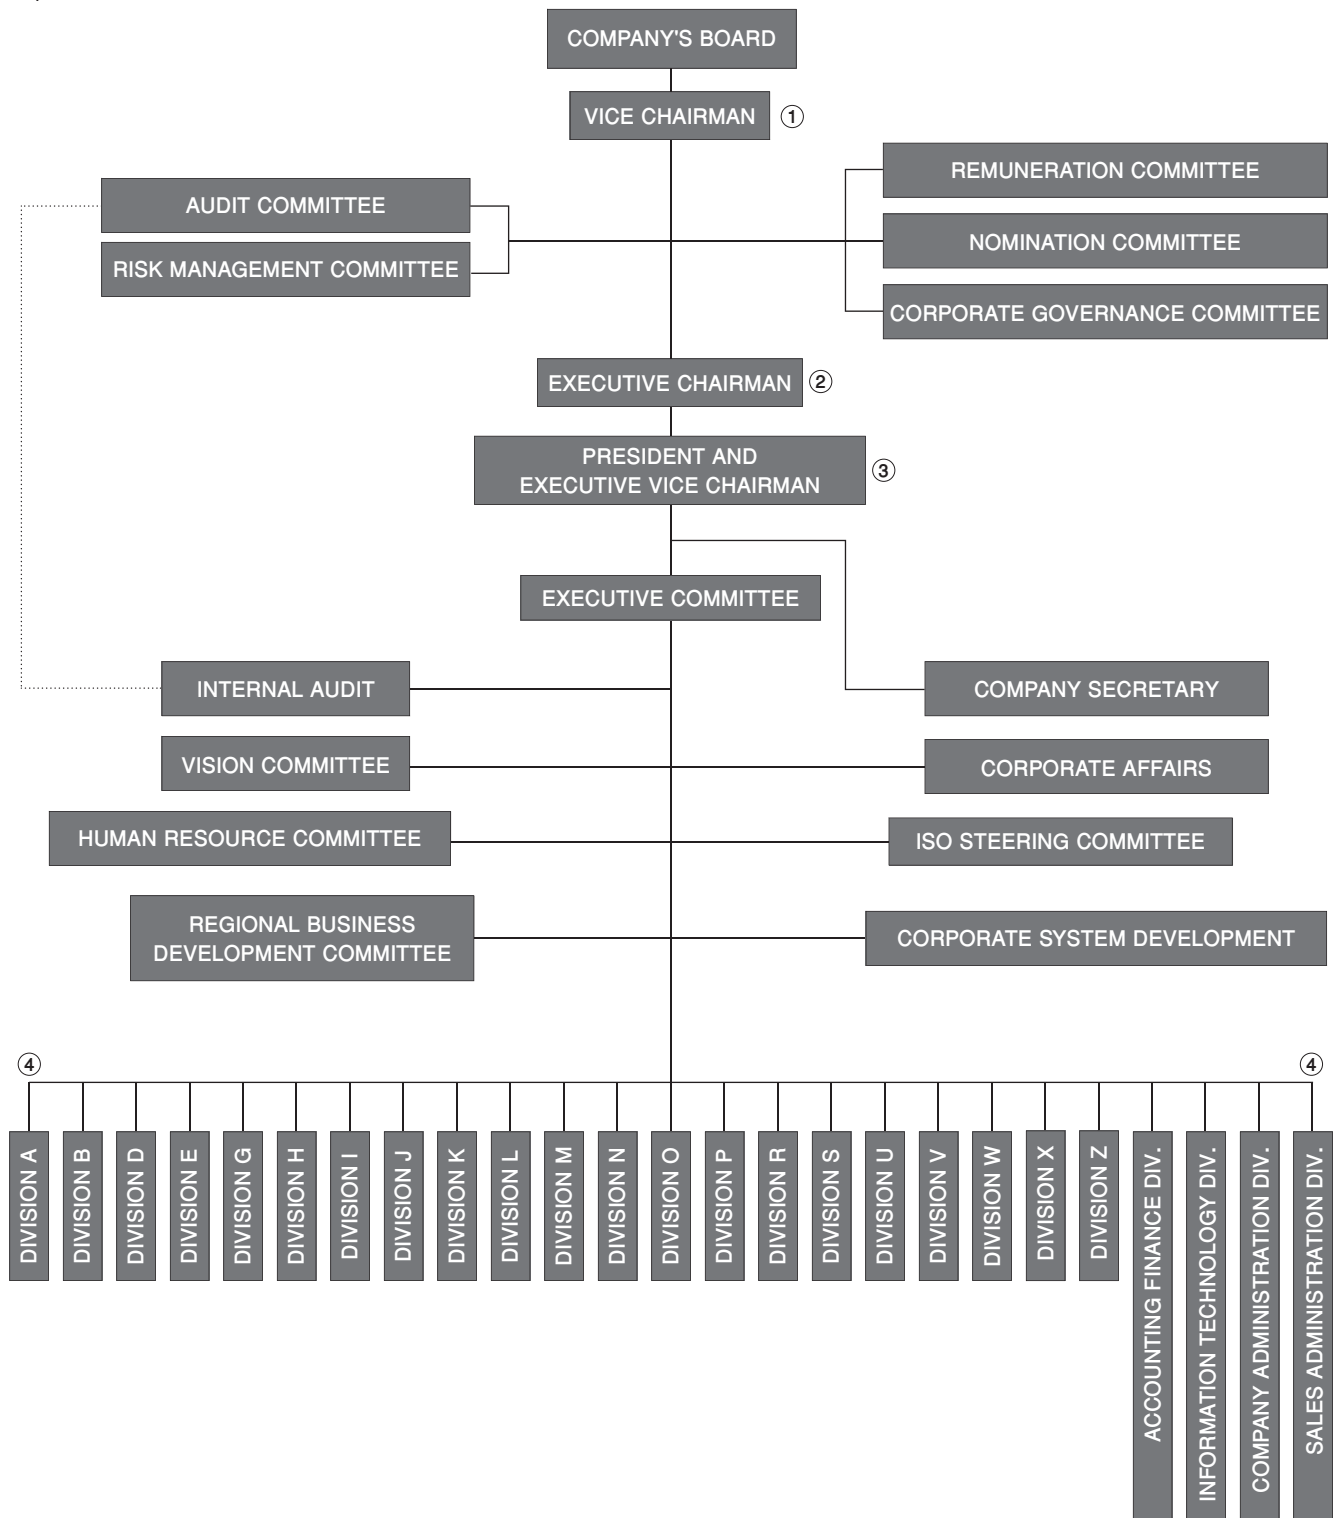 COMPANY'S BOARD
VICE CHAIRMAN ①
REMUNERATION COMMITTEE
AUDIT COMMITTEE
NOMINATION COMMITTEE
RISK MANAGEMENT COMMITTEE
CORPORATE GOVERNANCE COMMITTEE
EXECUTIVE CHAIRMAN ②
PRESIDENT AND
EXECUTIVE VICE CHAIRMAN ③
EXECUTIVE COMMITTEE
INTERNAL AUDIT
COMPANY SECRETARY
VISION COMMITTEE
CORPORATE AFFAIRS
HUMAN RESOURCE COMMITTEE
ISO STEERING COMMITTEE
REGIONAL BUSINESS
DEVELOPMENT COMMITTEE
CORPORATE SYSTEM DEVELOPMENT
④
④
DIVISION A
DIVISION B
DIVISION D
DIVISION E
DIVISION G
DIVISION H
DIVISION I
DIVISION J
DIVISION K
DIVISION L
DIVISION M
DIVISION N
DIVISION O
DIVISION P
DIVISION R
DIVISION S
DIVISION U
DIVISION V
DIVISION W
DIVISION X
DIVISION Z
ACCOUNTING FINANCE DIV.
INFORMATION TECHNOLOGY DIV.
COMPANY ADMINISTRATION DIV.
SALES ADMINISTRATION DIV.